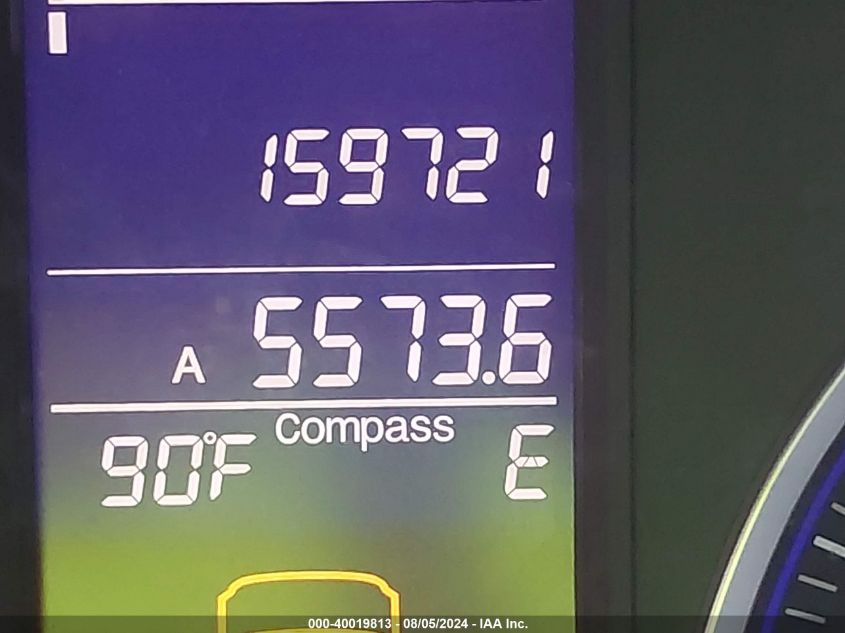 159721
A 5573.6
Compass
90°F E
000-40019813 - 08/05/2024 - IAA Inc.